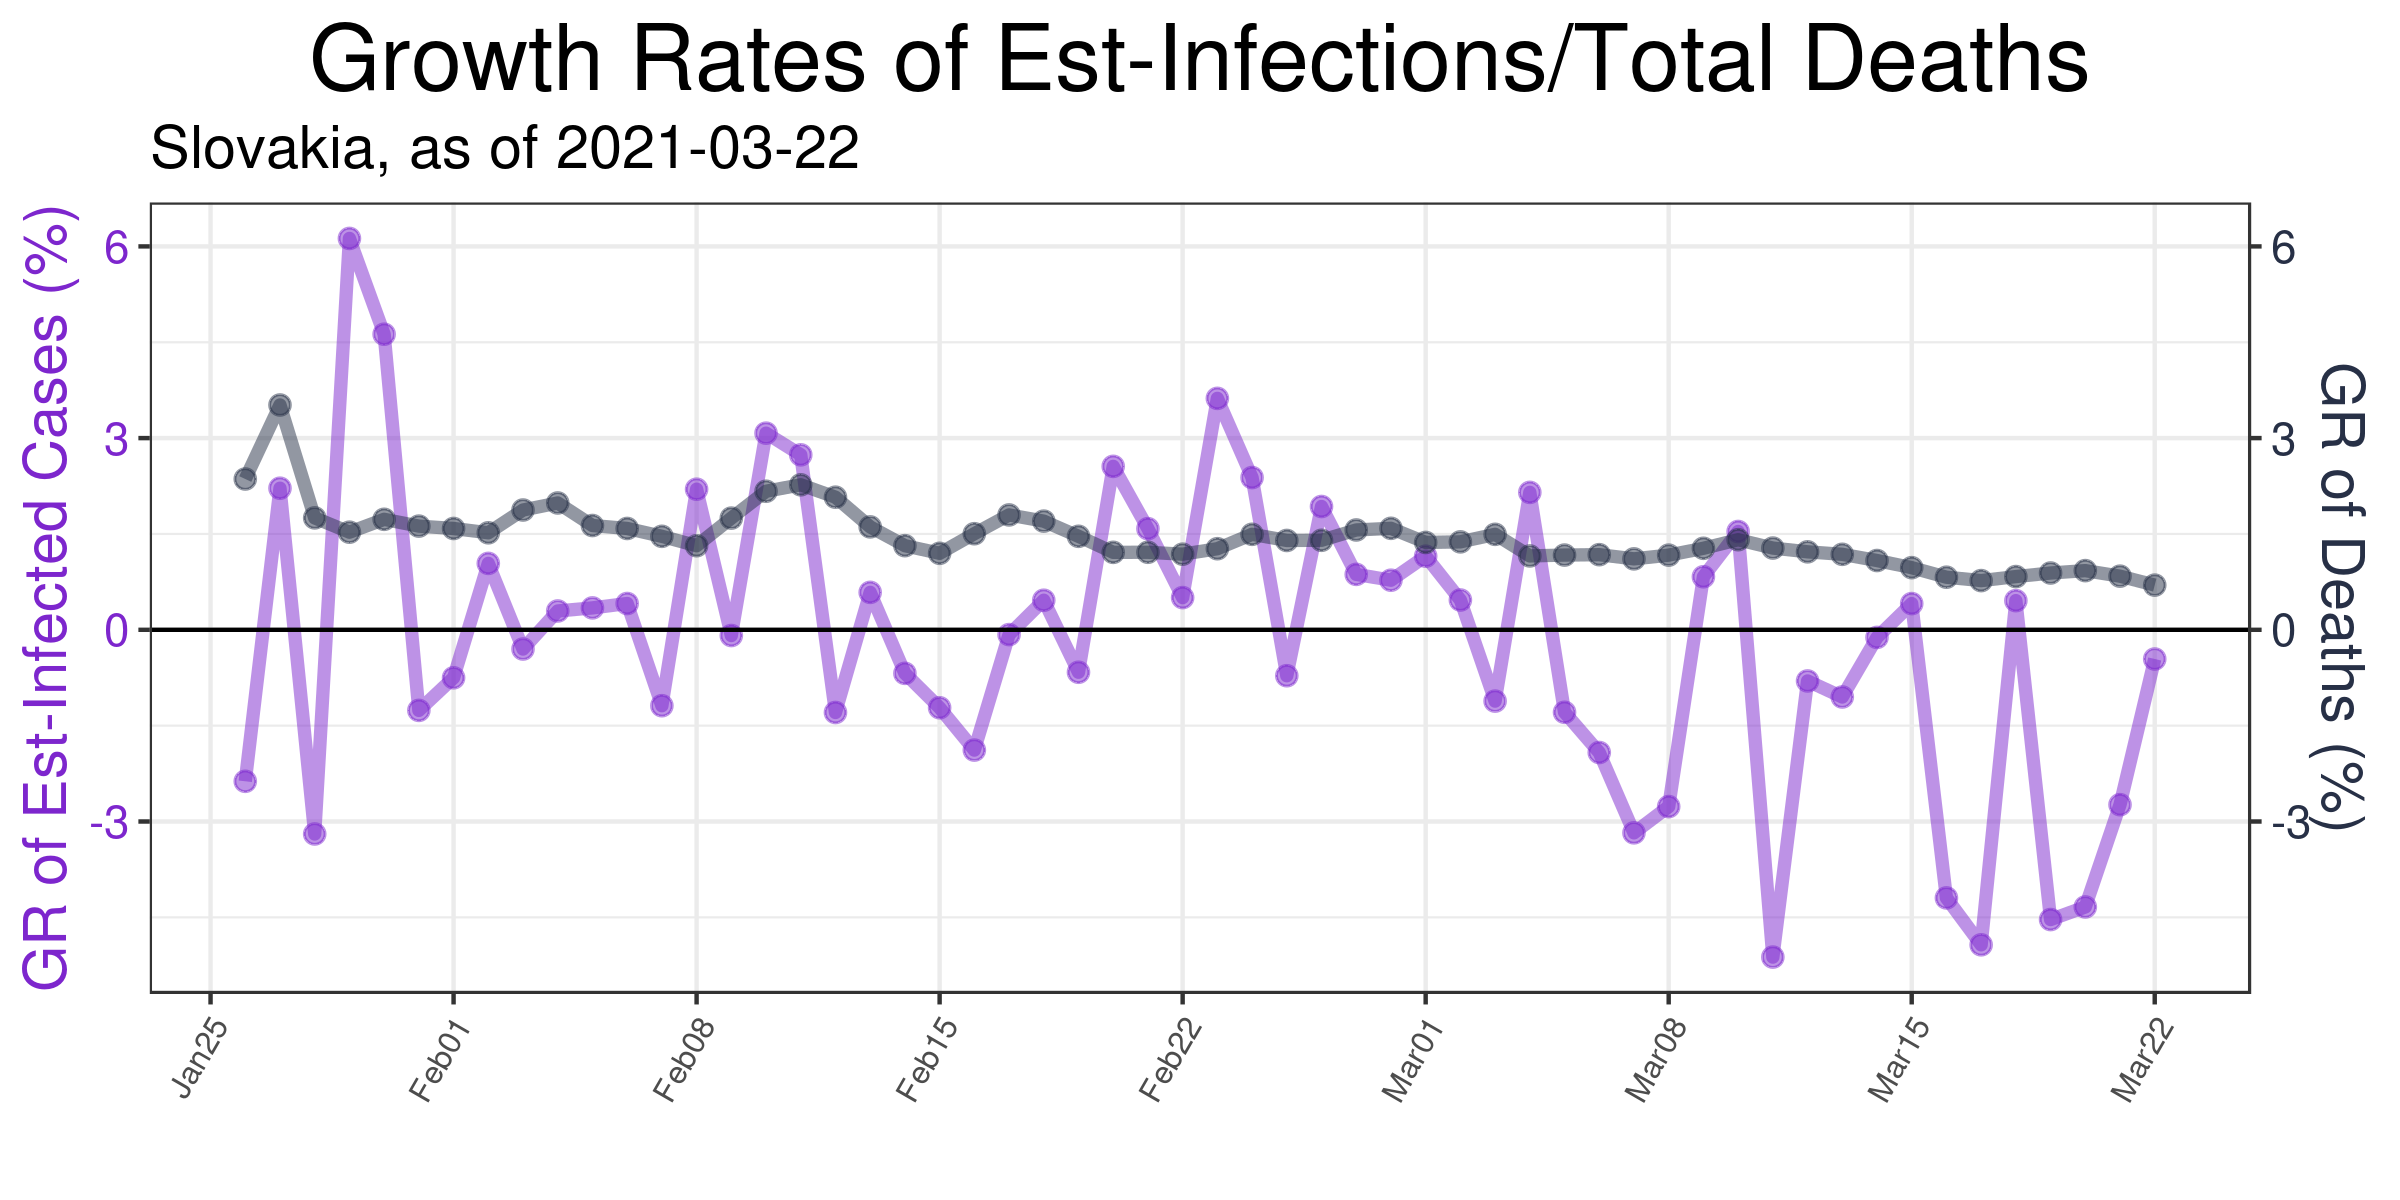 Growth Rates of Est-Infections/Total Deaths
Slovakia, as of 2021-03-22
GR of Est-Infected Cases (%)
6
3
0
-3
6
3
0
-3
GR of Deaths (%)
Jan25
Feb01
Feb08
Feb15
Feb22
Mar01
Mar08
Mar15
Mar22